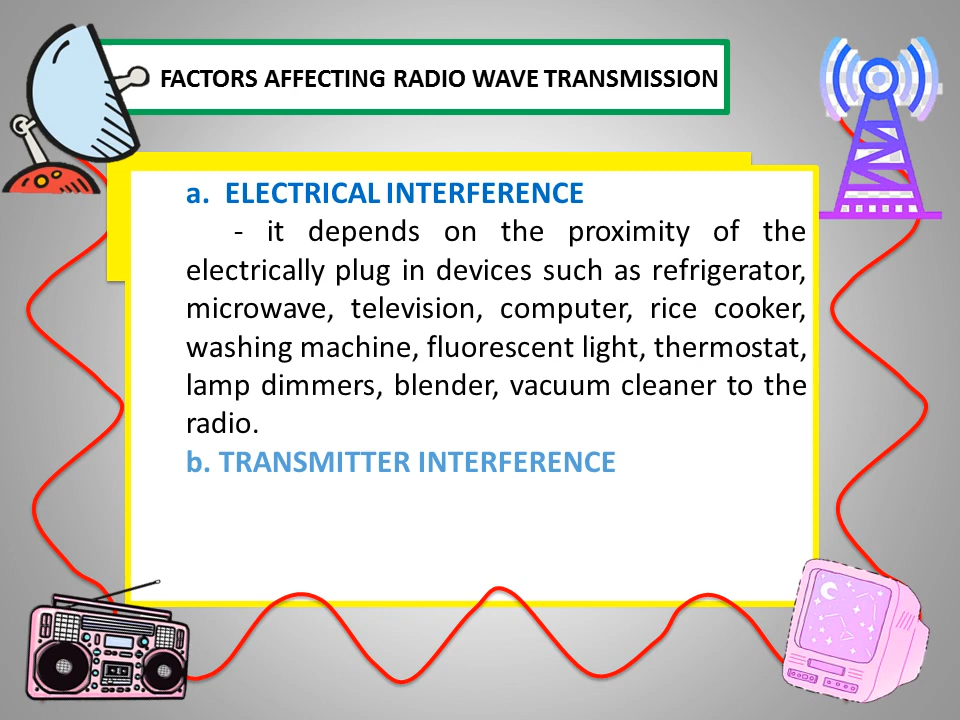 FACTORS AFFECTING RADIO WAVE TRANSMISSION
a. ELECTRICAL INTERFERENCE
- it depends on the proximity of the
electrically plug in devices such as refrigerator,
microwave, television, computer, rice cooker,
washing machine, fluorescent light, thermostat,
lamp dimmers, blender, vacuum cleaner to the
radio.
b. TRANSMITTER INTERFERENCE